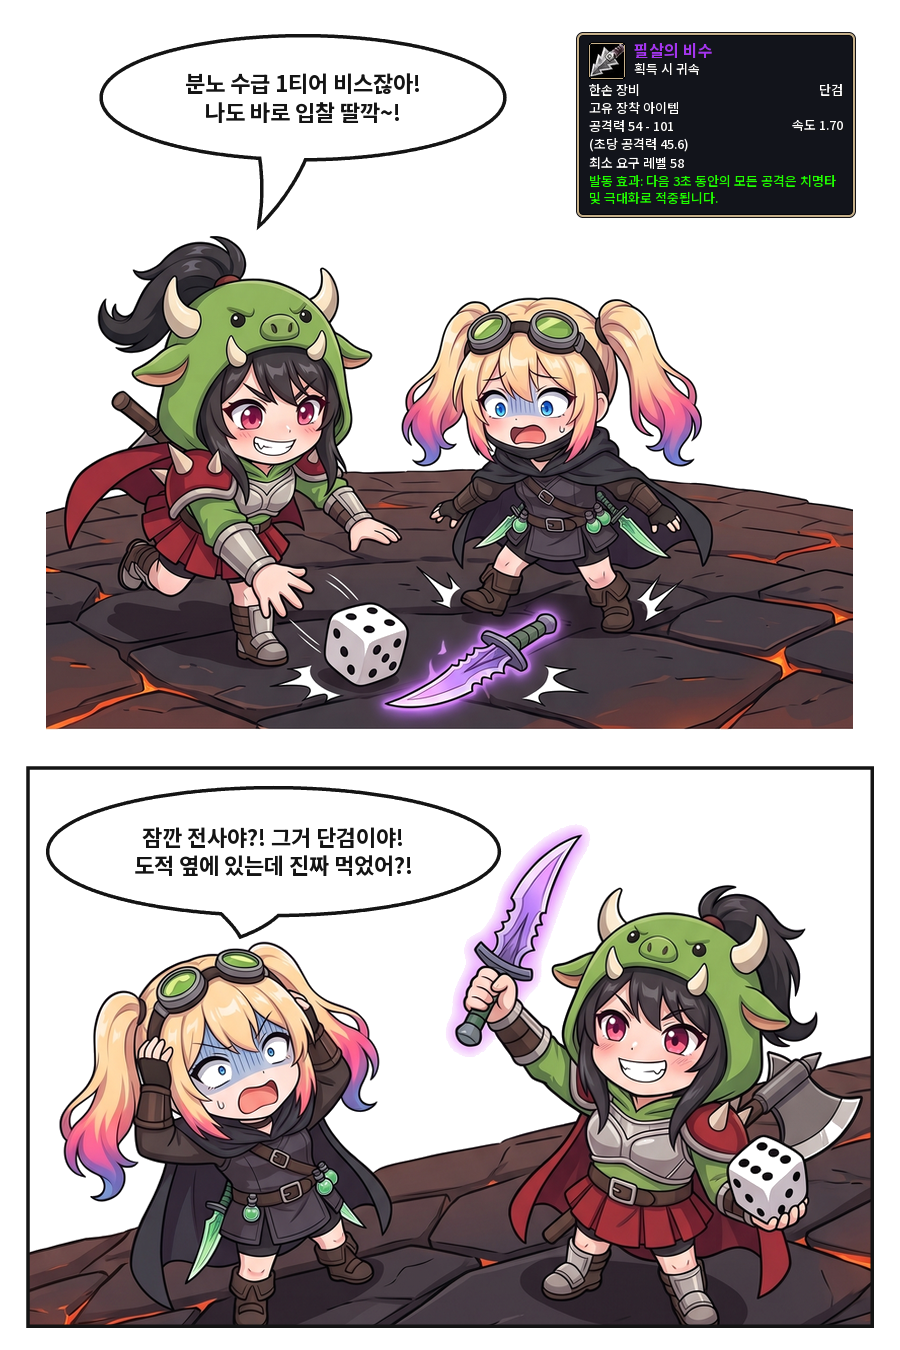 분노 수급 1티어 비스잖아!
나도 바로 입찰 딸깍~!
필살의 비수
획득 시 귀속
한손 장비 단검
고유 장착 아이템
공격력 54 - 101 속도 1.70
(초당 공격력 45.6)
최소 요구 레벨 58
발동 효과: 다음 3초 동안의 모든 공격은 치명타
및 극대화로 적중됩니다.
잠깐 전사야?! 그거 단검이야!
도적 옆에 있는데 진짜 먹었어?!